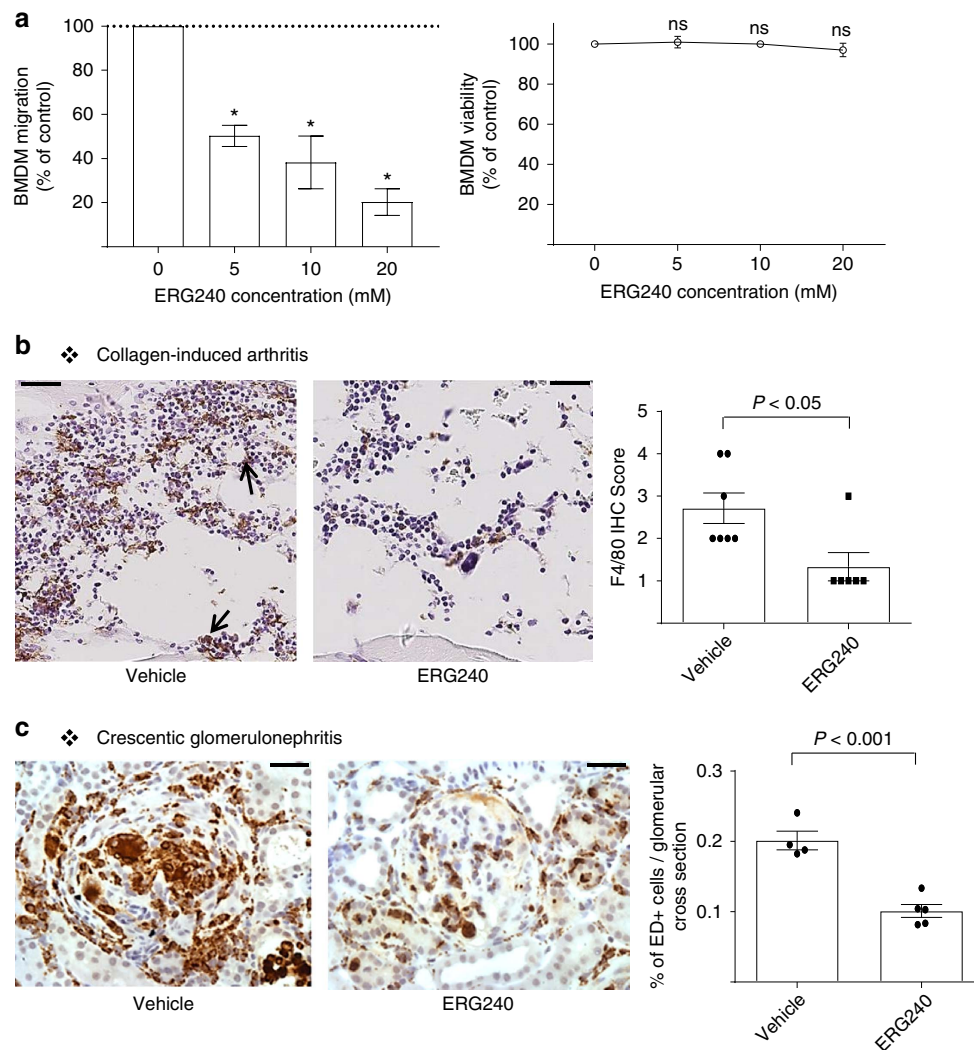 a
100
80
60
40
20
BMDM migration
(% of control)
*
*
*
0 5 10 20
ERG240 concentration (mM)
100
80
60
40
20
BMDM viability
(% of control)
ns ns ns
0 5 10 20
ERG240 concentration (mM)
b
❖ Collagen-induced arthritis
Vehicle
ERG240
F4/80 IHC Score
5
4
3
2
1
P < 0.05
Vehicle
ERG240
c
❖ Crescentic glomerulonephritis
Vehicle
ERG240
% of ED+ cells / glomerular
cross section
0.3
0.2
0.1
P < 0.001
Vehicle
ERG240